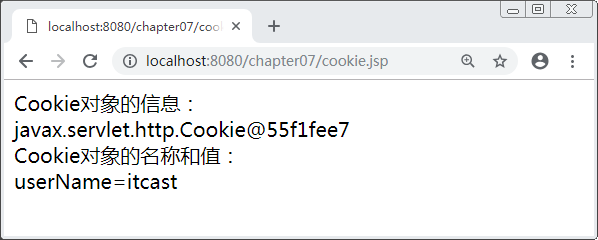 localhost:8080/chapter07/cook
localhost:8080/chapter07/cookie.jsp
Cookie对象的信息：
javax.servlet.http.Cookie@55f1fee7
Cookie对象的名称和值：
userName=itcast